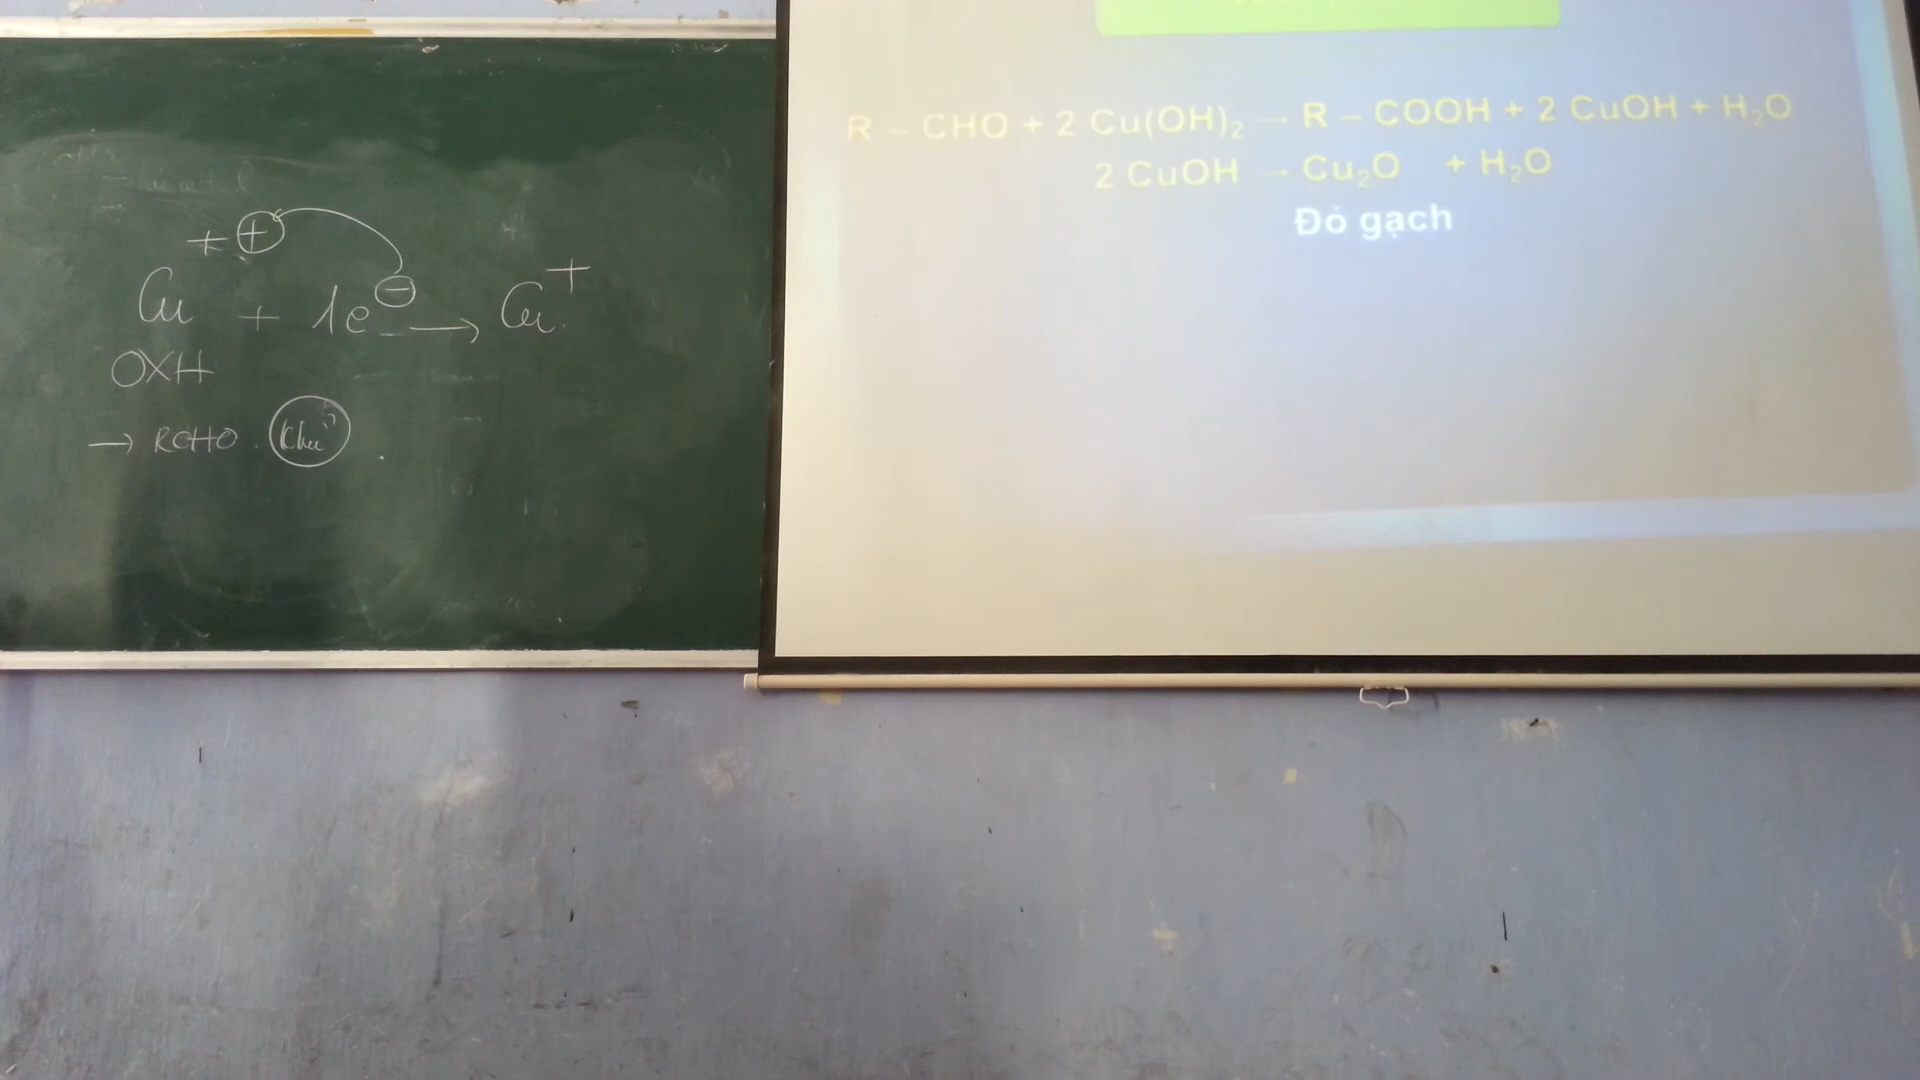 + +
Cu + 1e – → Cu +
OXH
→ RCHO . khử
R – CHO + 2 Cu(OH)₂ → R – COOH + 2 CuOH + H₂O
2 CuOH → Cu₂O + H₂O
Đỏ gạch